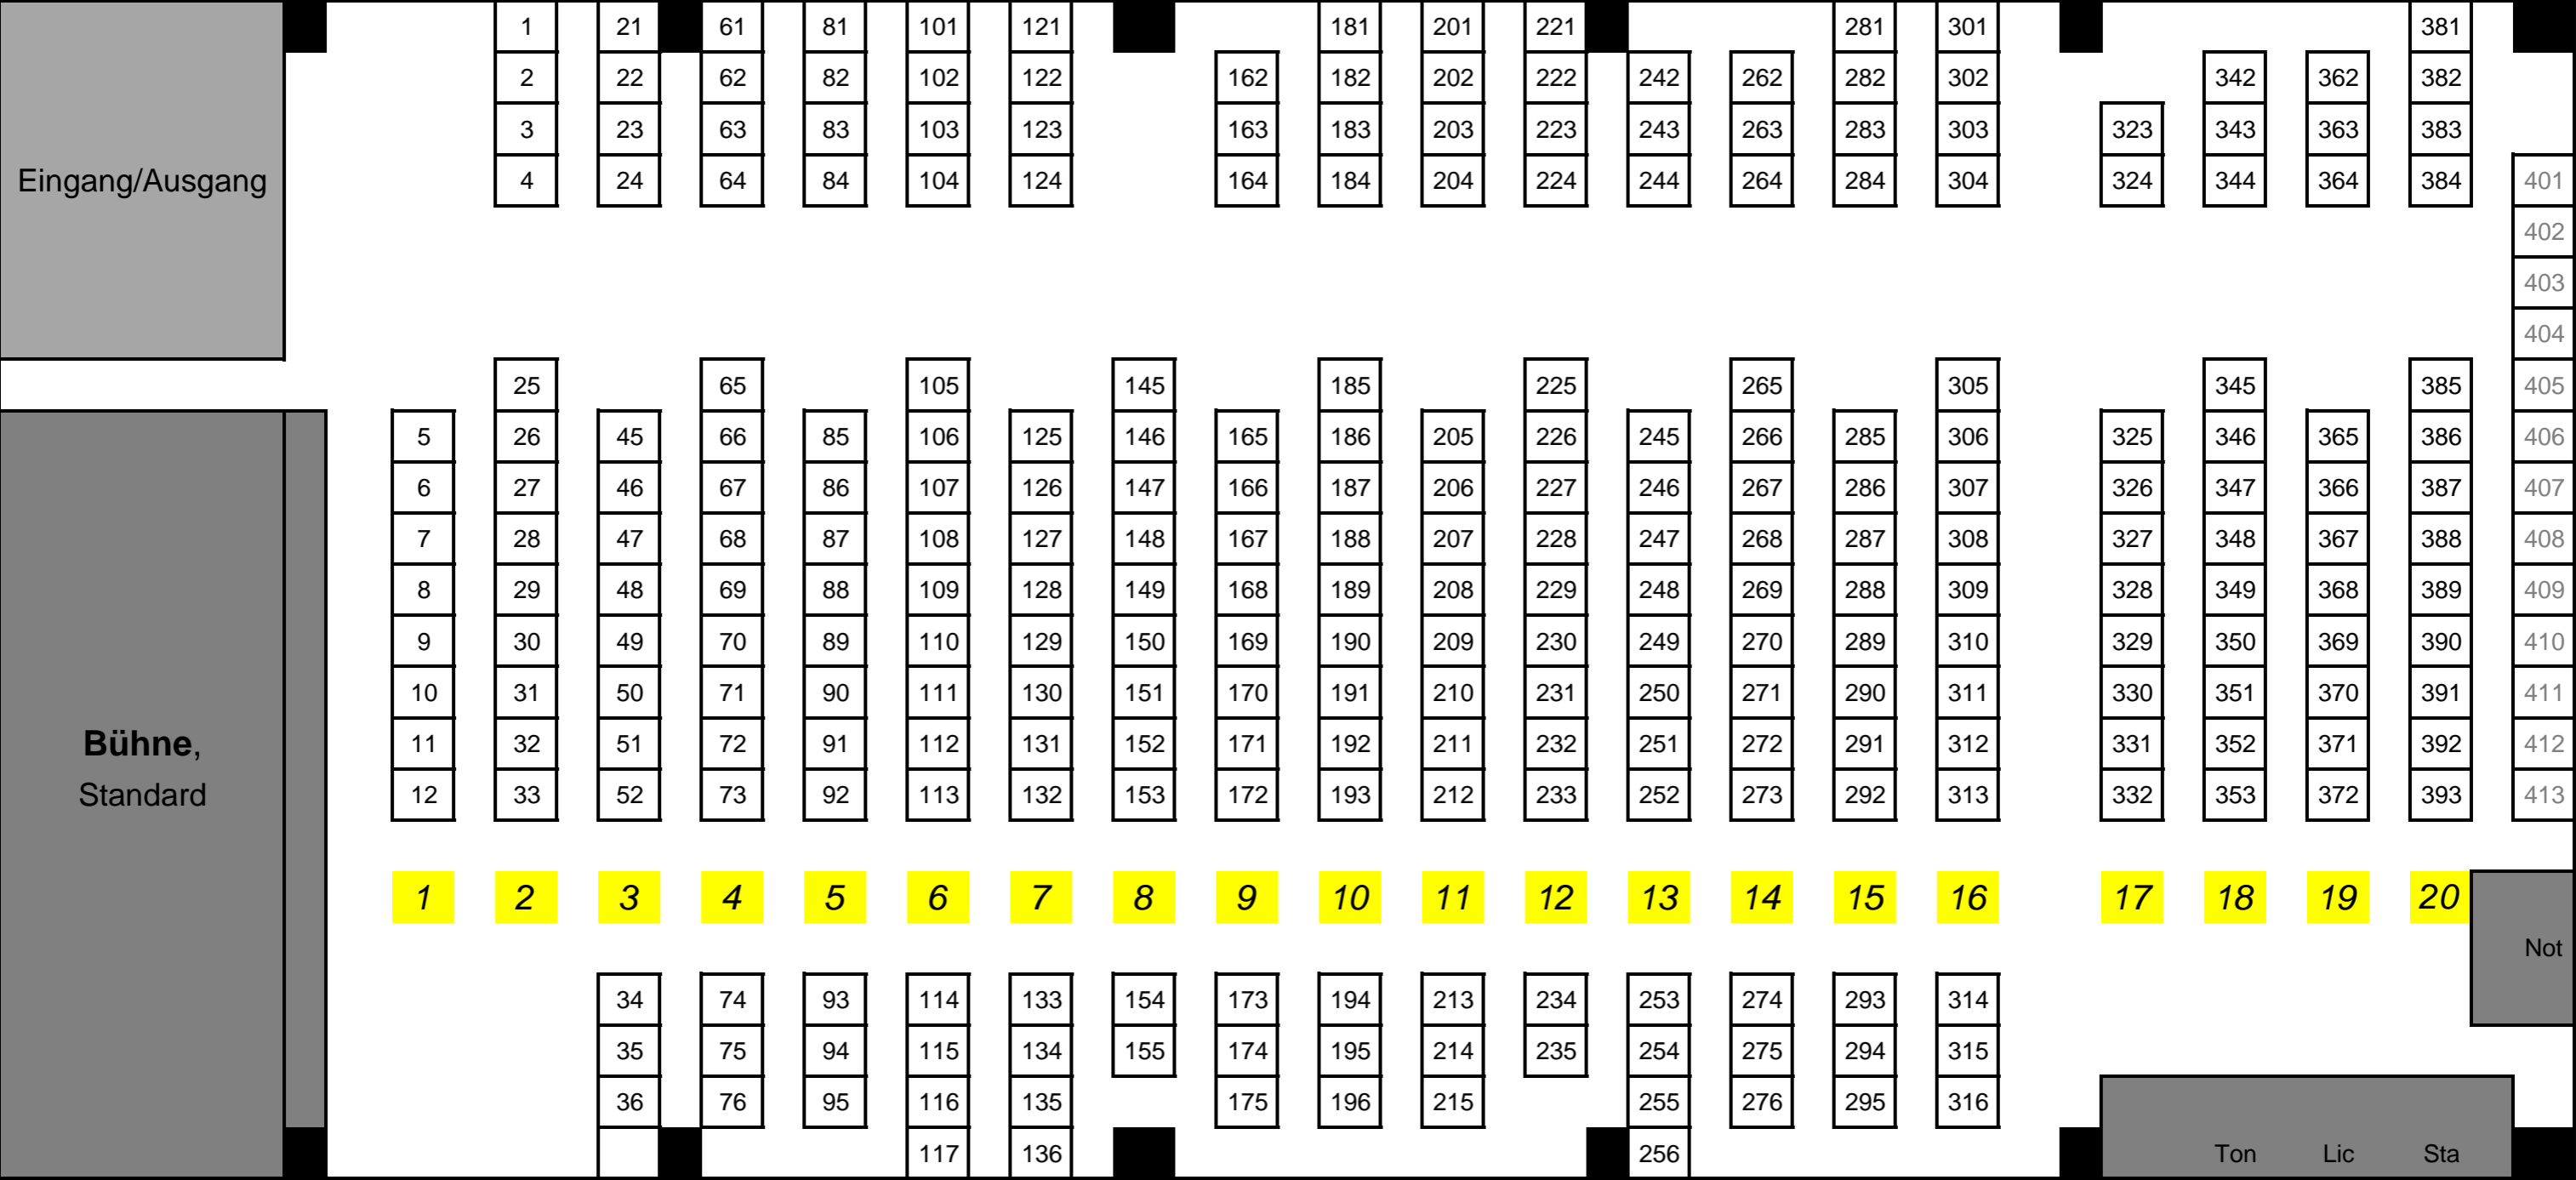 1 21 61 81 101 121 181 201 221 281 301 381
2 22 62 82 102 122 162 182 202 222 242 262 282 302 342 362 382
3 23 63 83 103 123 163 183 203 223 243 263 283 303 323 343 363 383
Eingang/Ausgang 4 24 64 84 104 124 164 184 204 224 244 264 284 304 324 344 364 384 401
402
403
404
25 65 105 145 185 225 265 305 345 385 405
5 26 45 66 85 106 125 146 165 186 205 226 245 266 285 306 325 346 365 386 406
6 27 46 67 86 107 126 147 166 187 206 227 246 267 286 307 326 347 366 387 407
7 28 47 68 87 108 127 148 167 188 207 228 247 268 287 308 327 348 367 388 408
8 29 48 69 88 109 128 149 168 189 208 229 248 269 288 309 328 349 368 389 409
9 30 49 70 89 110 129 150 169 190 209 230 249 270 289 310 329 350 369 390 410
10 31 50 71 90 111 130 151 170 191 210 231 250 271 290 311 330 351 370 391 411
Bühne, 11 32 51 72 91 112 131 152 171 192 211 232 251 272 291 312 331 352 371 392 412
Standard 12 33 52 73 92 113 132 153 172 193 212 233 252 273 292 313 332 353 372 393 413
1 2 3 4 5 6 7 8 9 10 11 12 13 14 15 16 17 18 19 20
Not
34 74 93 114 133 154 173 194 213 234 253 274 293 314
35 75 94 115 134 155 174 195 214 235 254 275 294 315
36 76 95 116 135 175 196 215 255 276 295 316
117 136 256 Ton Lic Sta